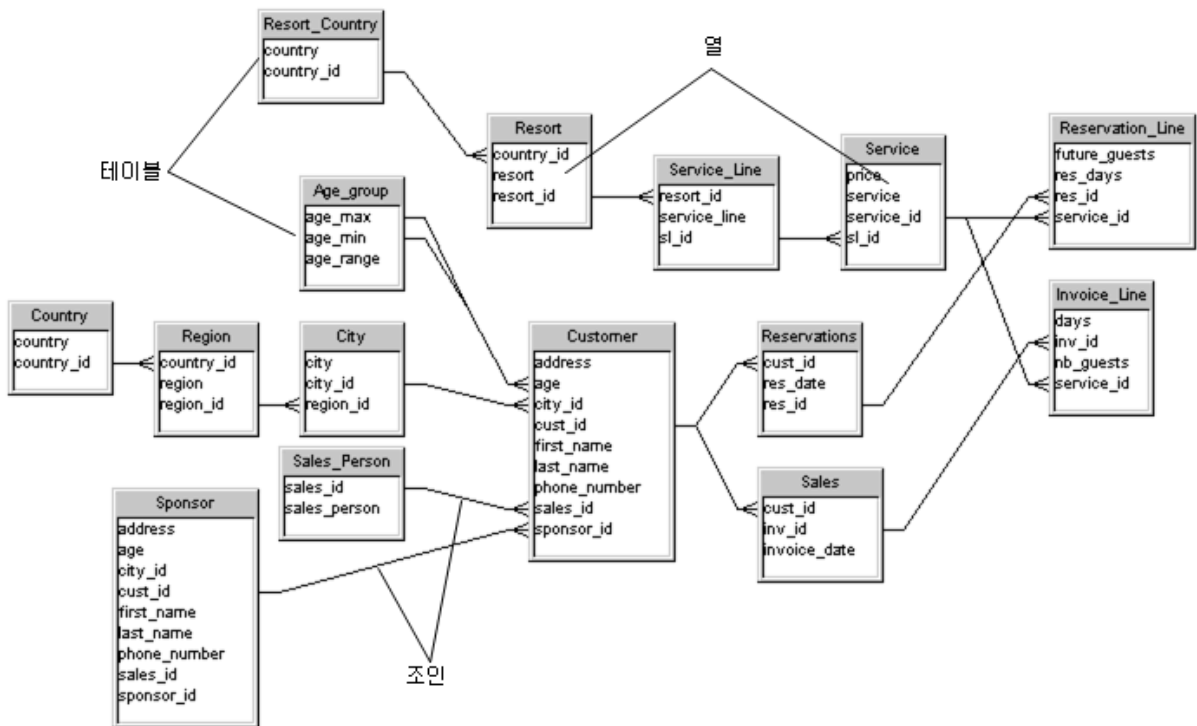 Resort_Country
country
country_id
열
Resort
country_id
resort
resort_id
Service_Line
resort_id
service_line
sl_id
Service
price
service
service_id
sl_id
Reservation_Line
future_guests
res_days
res_id
service_id
테이블
Age_group
age_max
age_min
age_range
Country
country
country_id
Region
country_id
region
region_id
City
city
city_id
region_id
Customer
address
age
city_id
cust_id
first_name
last_name
phone_number
sales_id
sponsor_id
Reservations
cust_id
res_date
res_id
Invoice_Line
days
inv_id
nb_guests
service_id
Sales_Person
sales_id
sales_person
Sales
cust_id
inv_id
invoice_date
Sponsor
address
age
city_id
cust_id
first_name
last_name
phone_number
sales_id
sponsor_id
조인